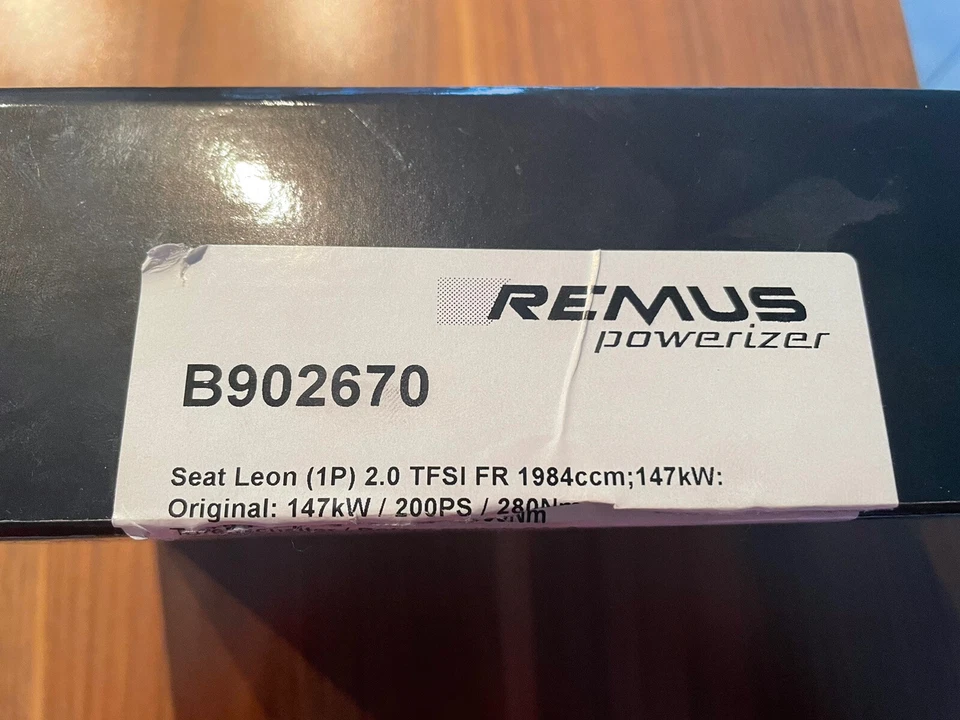 REMUS
powerizer
B902670
Seat Leon (1P) 2.0 TFSI FR 1984ccm;147kW:
Original: 147kW / 200PS / 280Nm